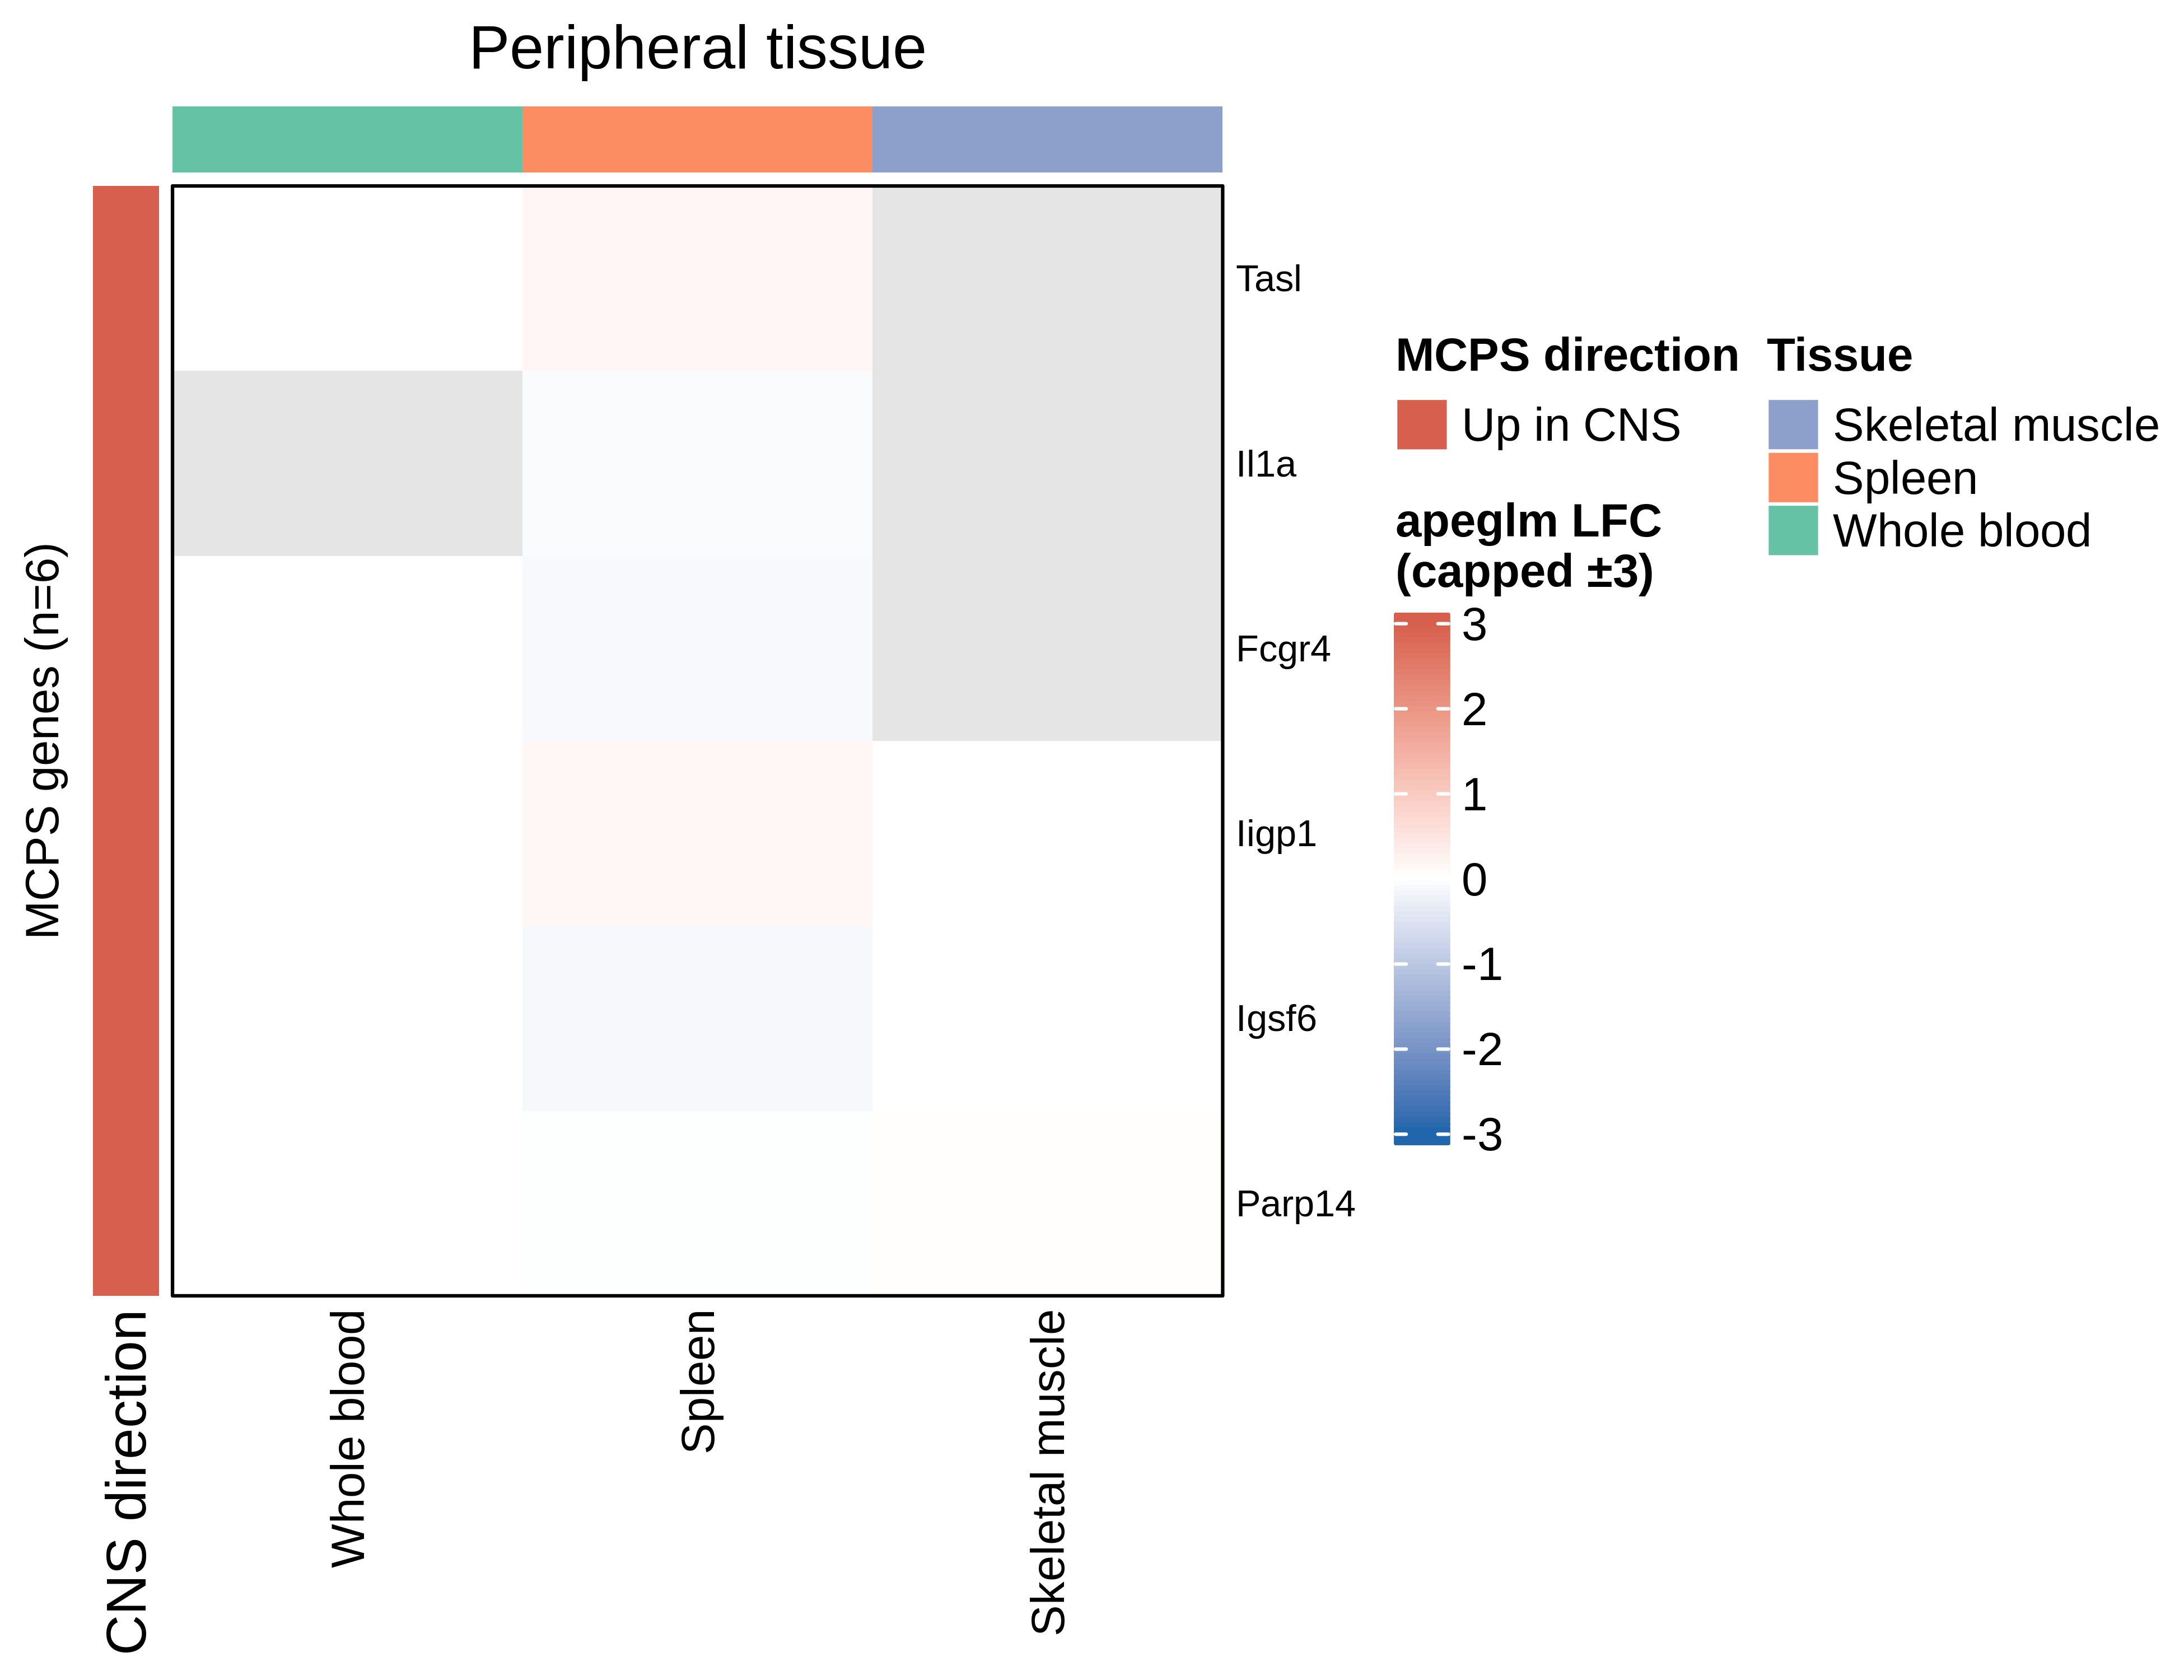 Peripheral tissue
MCPS genes (n=6)
CNS direction
Tasl
Il1a
Fcgr4
Iigp1
Igsf6
Parp14
Whole blood
Spleen
Skeletal muscle
MCPS direction
Up in CNS
apeglm LFC
(capped ±3)
3
2
1
0
-1
-2
-3
Tissue
Skeletal muscle
Spleen
Whole blood